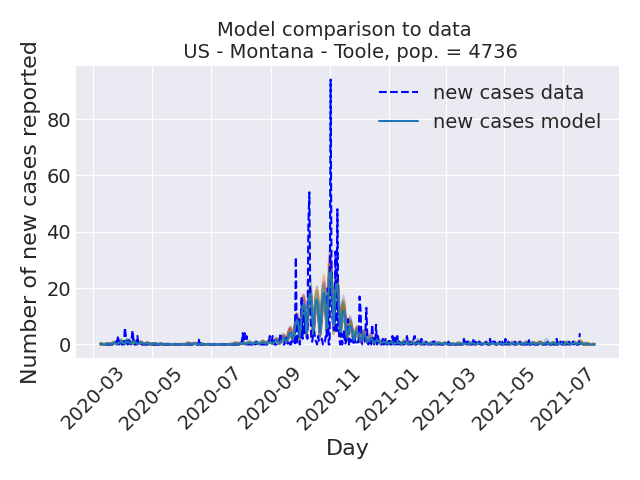 Model comparison to data
US - Montana - Toole, pop. = 4736
Number of new cases reported
80
60
40
20
0
new cases data
new cases model
2020-03
2020-05
2020-07
2020-09
2020-11
2021-01
2021-03
2021-05
2021-07
Day